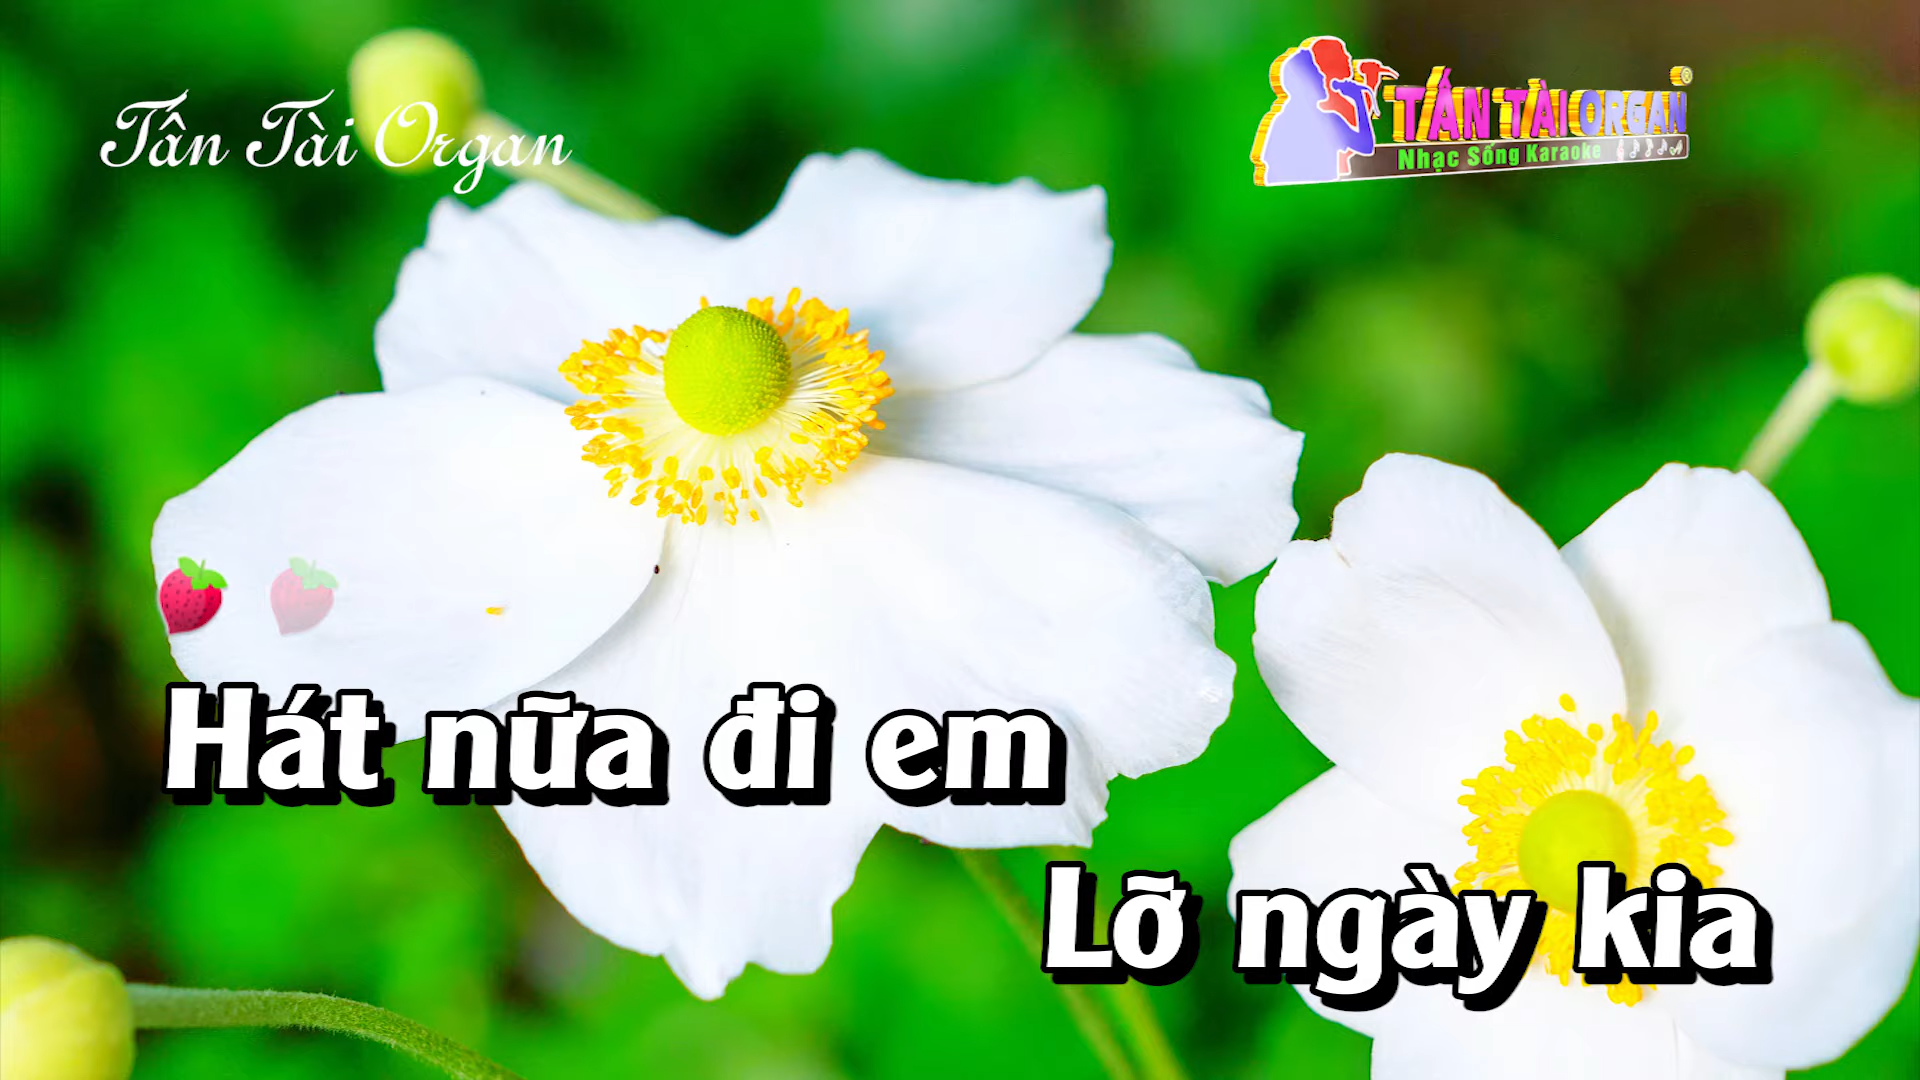 Tấn Tài Organ
TẤN TÀI ORGAN
Nhạc Sống Karaoke
Hát nữa đi em
Lỡ ngày kia